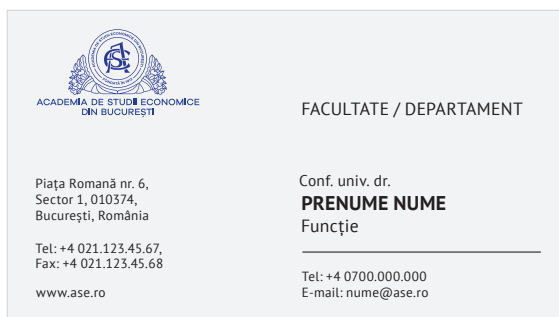 ACADEMIA DE STUDII ECONOMICE
DIN BUCUREȘTI
Piața Romană nr. 6,
Sector 1, 010374,
București, România
Tel: +4 021.123.45.67,
Fax: +4 021.123.45.68
www.ase.ro
FACULTATE / DEPARTAMENT
Conf. univ. dr.
PRENUME NUME
Funcție
Tel: +4 0700.000.000
E-mail: nume@ase.ro